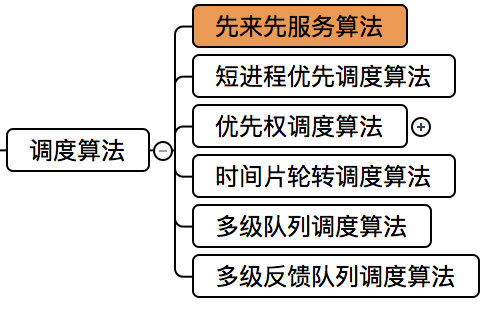 先来先服务算法
短进程优先调度算法
优先权调度算法
调度算法
时间片轮转调度算法
多级队列调度算法
多级反馈队列调度算法